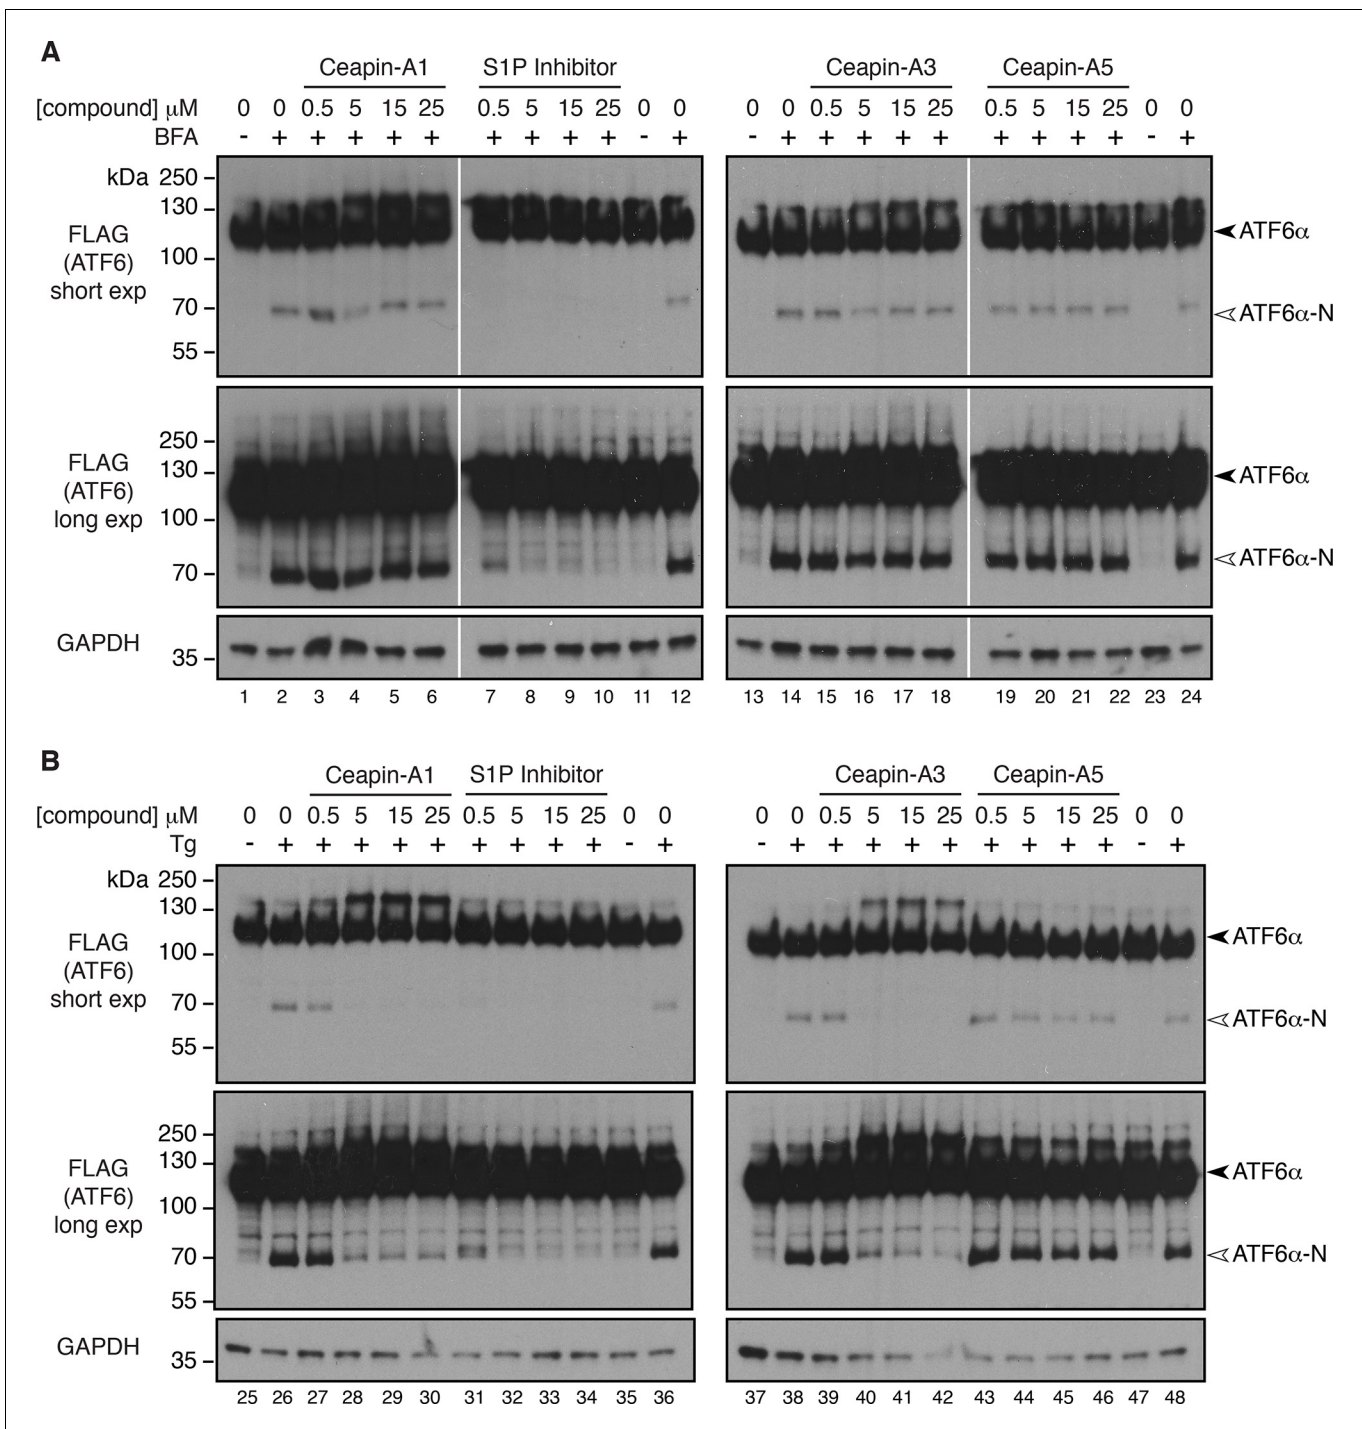 A
Ceapin-A1 S1P Inhibitor Ceapin-A3 Ceapin-A5
[compound] μM 0 0 0.5 5 15 25 0.5 5 15 25 0 0 0 0 0.5 5 15 25 0.5 5 15 25 0 0
BFA - + + + + + + + + + - + - + + + + + + + + + - +
kDa 250
130
FLAG
(ATF6)
short exp
100
70
55
ATF6α
ATF6α-N
250
130
FLAG
(ATF6)
long exp
100
70
ATF6α
ATF6α-N
GAPDH
35
1 2 3 4 5 6 7 8 9 10 11 12 13 14 15 16 17 18 19 20 21 22 23 24
B
Ceapin-A1 S1P Inhibitor Ceapin-A3 Ceapin-A5
[compound] μM 0 0 0.5 5 15 25 0.5 5 15 25 0 0 0 0 0.5 5 15 25 0.5 5 15 25 0 0
Tg - + + + + + + + + + - + - + + + + + + + + + - +
kDa 250
130
FLAG
(ATF6)
short exp
100
70
55
ATF6α
ATF6α-N
250
130
FLAG
(ATF6)
long exp
100
70
55
ATF6α
ATF6α-N
GAPDH
35
25 26 27 28 29 30 31 32 33 34 35 36 37 38 39 40 41 42 43 44 45 46 47 48